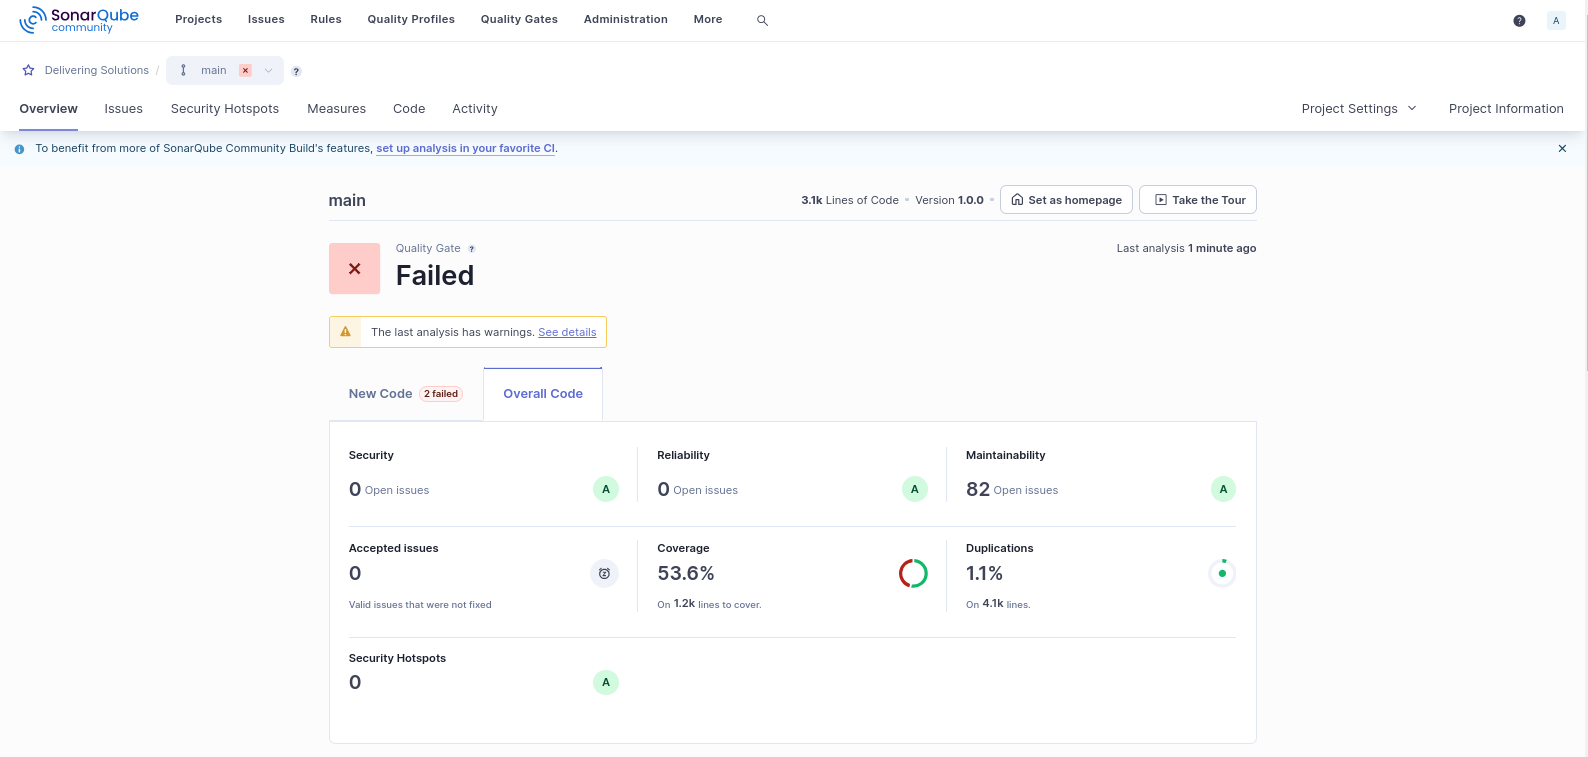 SonarQube community Projects Issues Rules Quality Profiles Quality Gates Administration More ? A
Delivering Solutions / main ?
Overview Issues Security Hotspots Measures Code Activity Project Settings Project Information
To benefit from more of SonarQube Community Build's features, set up analysis in your favorite CI.
main 3.1k Lines of Code • Version 1.0.0 • Set as homepage Take the Tour
Quality Gate ? Last analysis 1 minute ago
Failed
The last analysis has warnings. See details
New Code 2 failed Overall Code
Security Reliability Maintainability
0 Open issues A 0 Open issues A 82 Open issues A
Accepted issues Coverage Duplications
0 53.6% 1.1%
Valid issues that were not fixed On 1.2k lines to cover. On 4.1k lines.
Security Hotspots
0 A